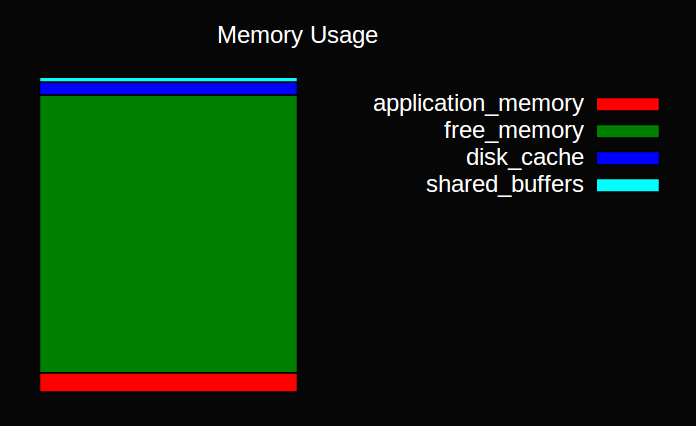 Memory Usage
application_memory
free_memory
disk_cache
shared_buffers